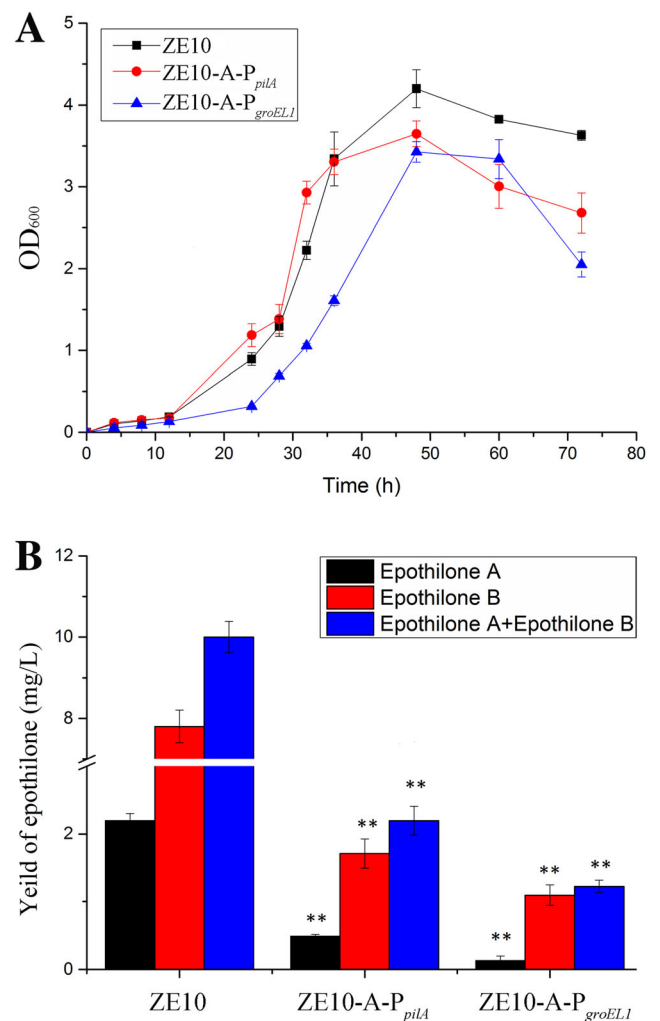 A
ZE10
ZE10-A-PpilA
ZE10-A-PgroEL1
5
4
3
2
1
0
OD600
0 10 20 30 40 50 60 70 80
Time (h)
B
Epothilone A
Epothilone B
Epothilone A+Epothilone B
12
10
8
2
0
Yeild of epothilone (mg/L)
** ** **
** ** **
ZE10 ZE10-A-PpilA ZE10-A-PgroEL1